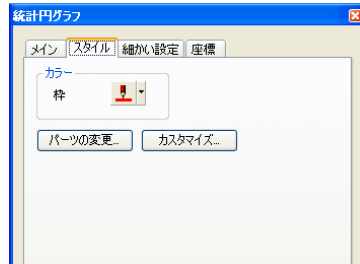 統計円グラフ
メイン スタイル 細かい設定 座標
カラー
枠
パーツの変更... カスタマイズ...